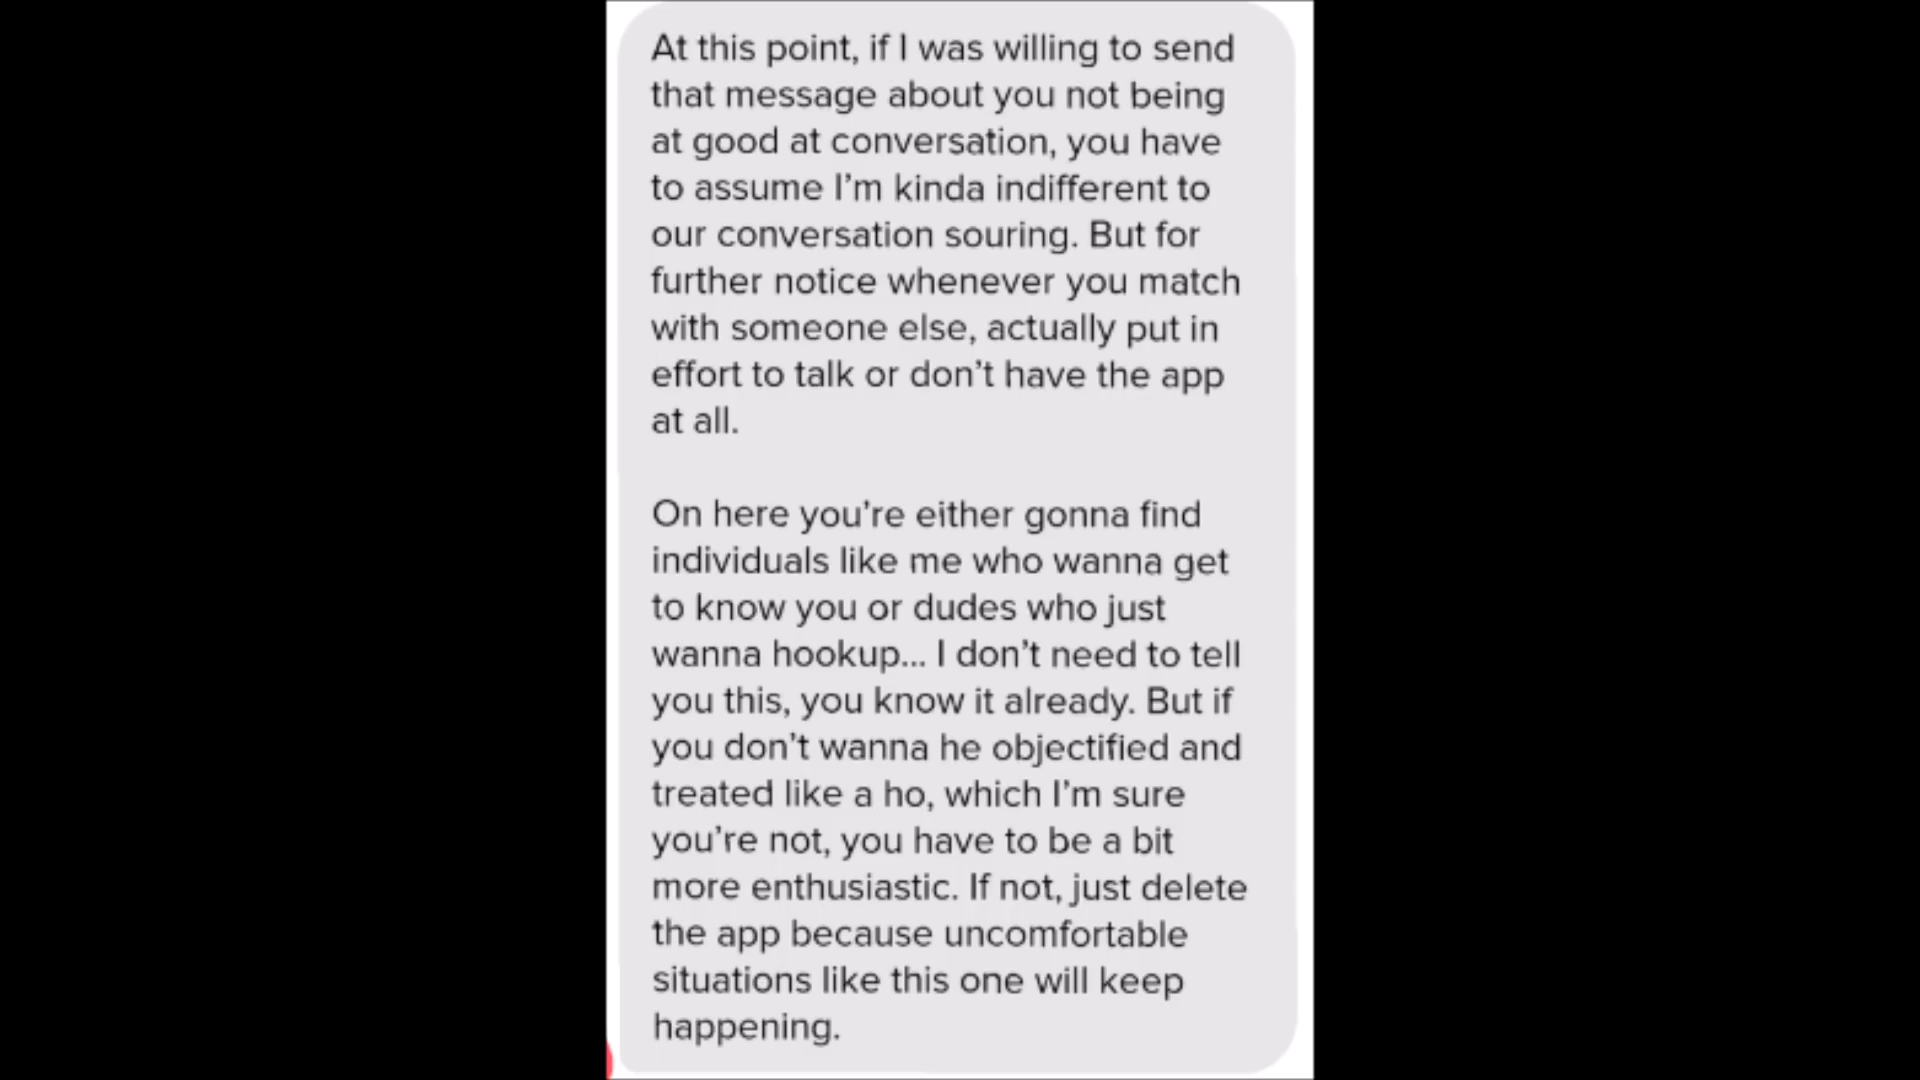 At this point, if I was willing to send
that message about you not being
at good at conversation, you have
to assume I'm kinda indifferent to
our conversation souring. But for
further notice whenever you match
with someone else, actually put in
effort to talk or don't have the app
at all.
On here you're either gonna find
individuals like me who wanna get
to know you or dudes who just
wanna hookup... I don't need to tell
you this, you know it already. But if
you don't wanna he objectified and
treated like a ho, which I'm sure
you're not, you have to be a bit
more enthusiastic. If not, just delete
the app because uncomfortable
situations like this one will keep
happening.